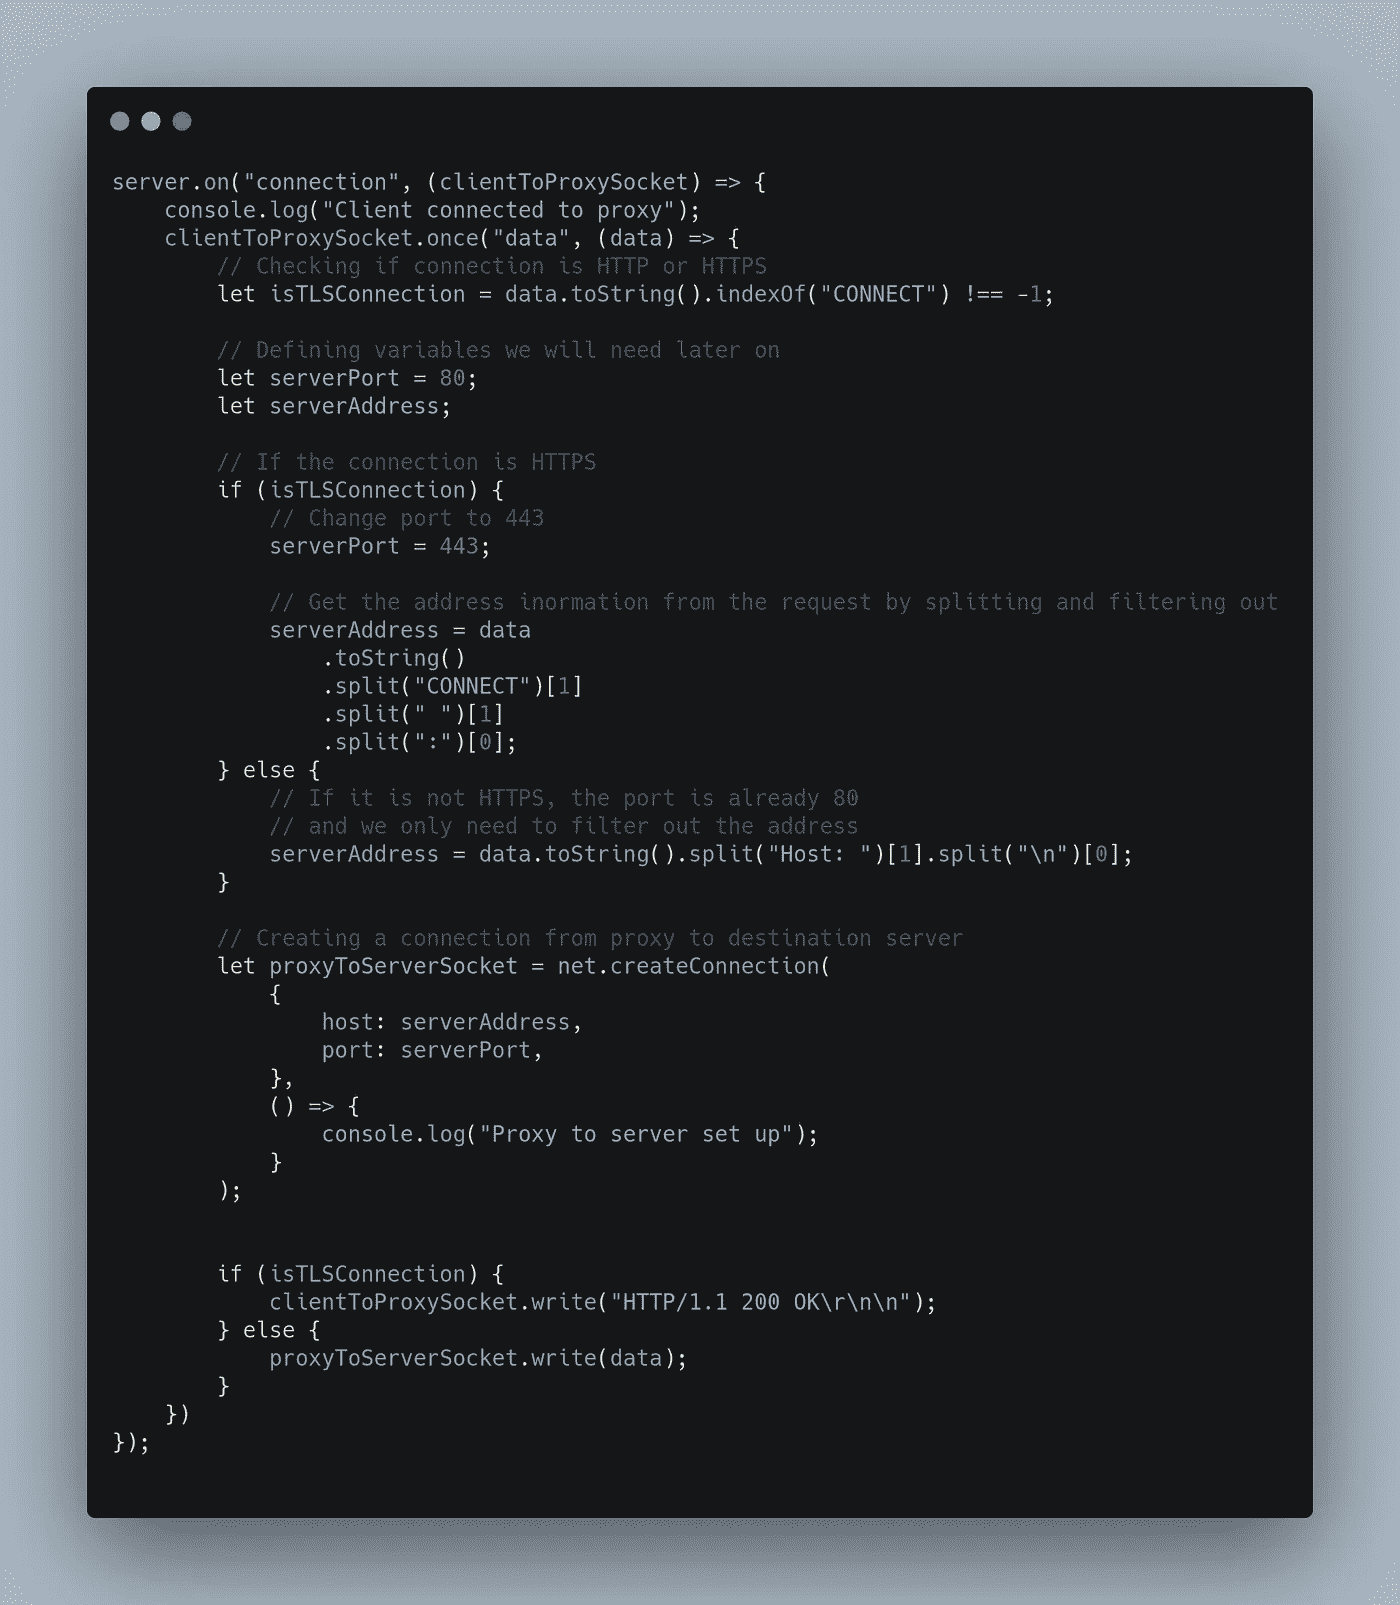 server.on("connection", (clientToProxySocket) => {
    console.log("Client connected to proxy");
    clientToProxySocket.once("data", (data) => {
        // Checking if connection is HTTP or HTTPS
        let isTLSConnection = data.toString().indexOf("CONNECT") !== -1;

        // Defining variables we will need later on
        let serverPort = 80;
        let serverAddress;

        // If the connection is HTTPS
        if (isTLSConnection) {
            // Change port to 443
            serverPort = 443;

            // Get the address inormation from the request by splitting and filtering out
            serverAddress = data
                .toString()
                .split("CONNECT")[1]
                .split(" ")[1]
                .split(":")[0];
        } else {
            // If it is not HTTPS, the port is already 80
            // and we only need to filter out the address
            serverAddress = data.toString().split("Host: ")[1].split("\n")[0];
        }

        // Creating a connection from proxy to destination server
        let proxyToServerSocket = net.createConnection(
            {
                host: serverAddress,
                port: serverPort,
            },
            () => {
                console.log("Proxy to server set up");
            }
        );


        if (isTLSConnection) {
            clientToProxySocket.write("HTTP/1.1 200 OK\r\n\n");
        } else {
            proxyToServerSocket.write(data);
        }
    })
});